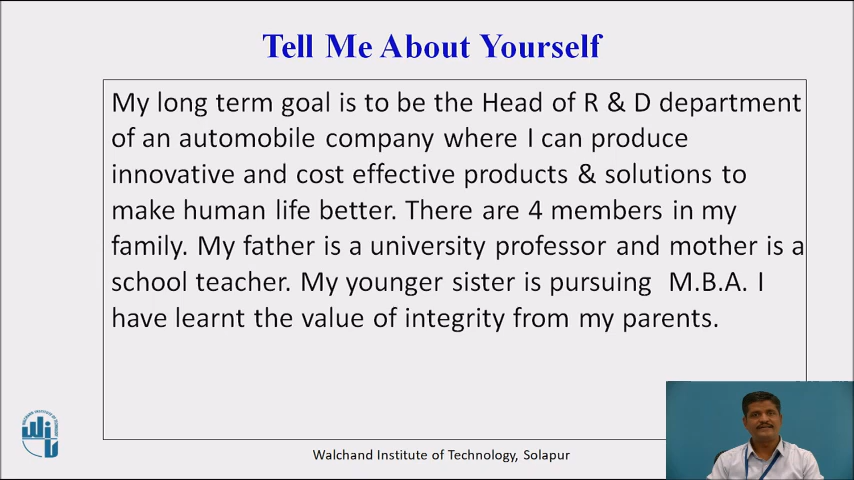 Tell Me About Yourself
My long term goal is to be the Head of R & D department
of an automobile company where I can produce
innovative and cost effective products & solutions to
make human life better. There are 4 members in my
family. My father is a university professor and mother is a
school teacher. My younger sister is pursuing  M.B.A. I
have learnt the value of integrity from my parents.
Walchand Institute of Technology, Solapur